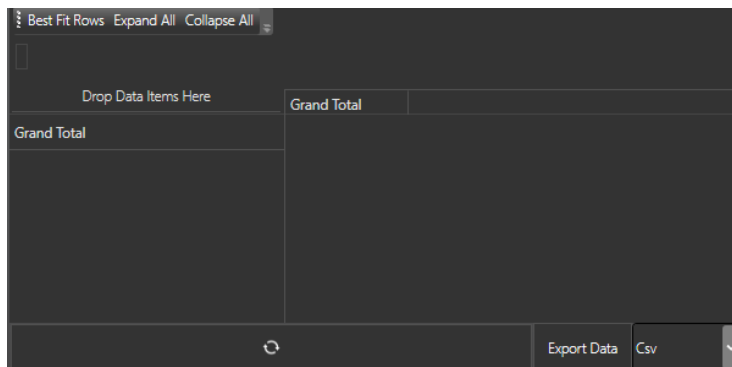 Best Fit Rows Expand All Collapse All
Drop Data Items Here
Grand Total
Grand Total
Export Data Csv